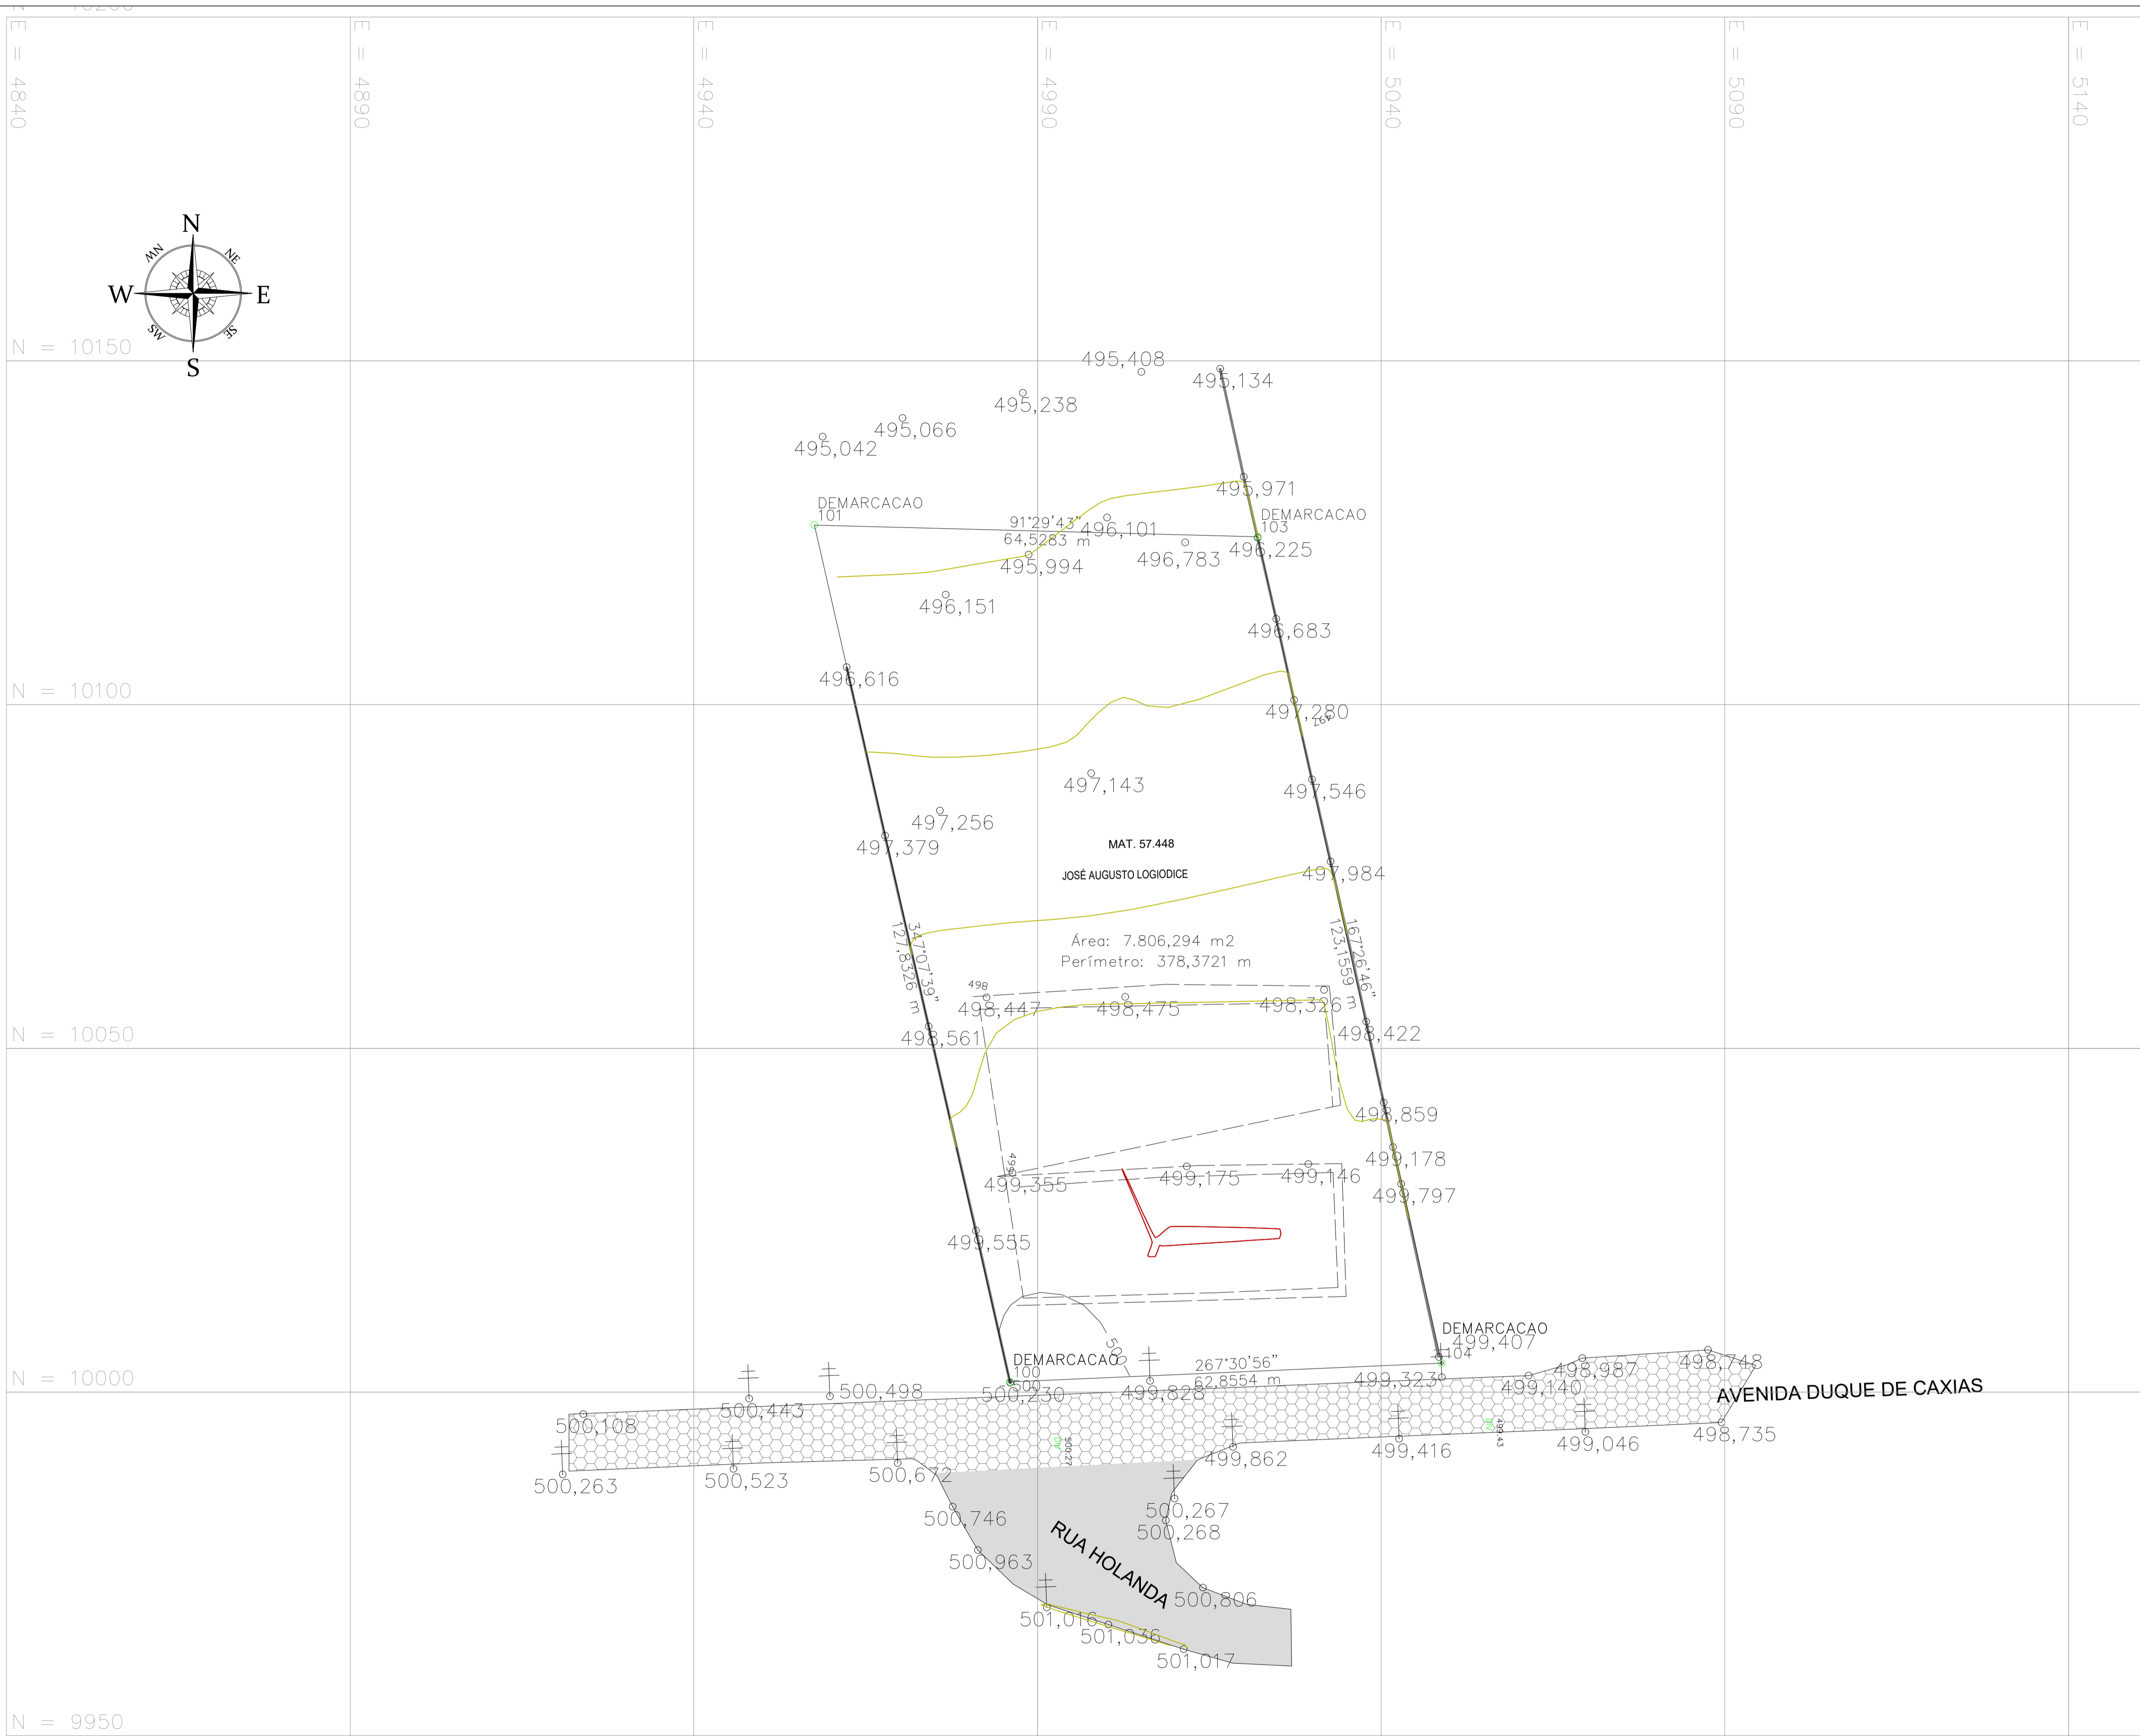 N = 10200
E = 4840
E = 4890
E = 4940
E = 4990
E = 5040
E = 5090
E = 5140
N
NW
NE
W
E
SW
SE
S
N = 10150
495,408
495,134
495,238
495,066
495,042
495,971
DEMARCACAO
101
DEMARCACAO
103
91°29'43"
64,5283 m
496,101
496,225
496,783
495,994
496,151
496,683
496,616
N = 10100
497,280
497
497,143
497,546
497,256
497,379
MAT. 57.448
JOSÉ AUGUSTO LOGIODICE
497,984
347°07'39"
127,8326 m
167°26'46"
123,1559 m
Área: 7.806,294 m2
Perímetro: 378,3721 m
498
498,447
498,475
498,326
498,422
N = 10050
498,561
498,859
499,178
499
499,355
499,175
499,146
499,797
499,555
500
DEMARCACAO
499,407
104
DEMARCACAO
100
500
500,230
267°30'56"
62,8554 m
499,828
499,323
499,140
498,987
498,748
N = 10000
500,498
500,443
500,108
AVENIDA DUQUE DE CAXIAS
500,27
499,43
499,862
499,416
499,046
498,735
500,263
500,523
500,672
500,746
500,267
500,268
500,963
RUA HOLANDA
500,806
501,016
501,036
501,017
N = 9950